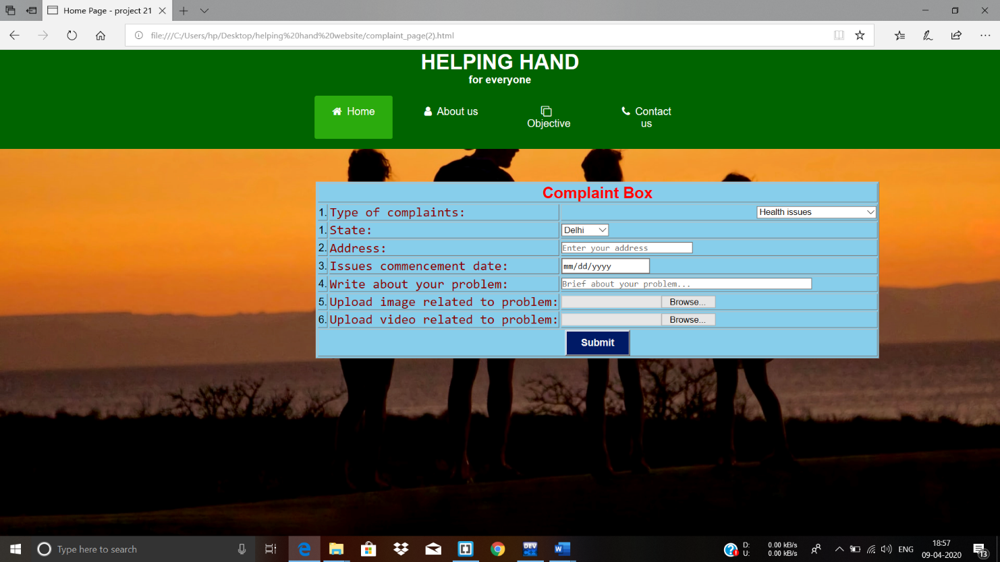 Home Page - project 21
file:///C:/Users/hp/Desktop/helping%20hand%20website/complaint_page(2).html
HELPING HAND
for everyone
Home
About us
Objective
Contact
us
Complaint Box
1. Type of complaints: Health issues
1. State: Delhi
2. Address: Enter your address
3. Issues commencement date: mm/dd/yyyy
4. Write about your problem: Brief about your problem...
5. Upload image related to problem: Browse...
6. Upload video related to problem: Browse...
Submit
Type here to search
DEV
D: 0.00 kB/s
U: 0.00 kB/s
ENG
18:57
09-04-2020
13